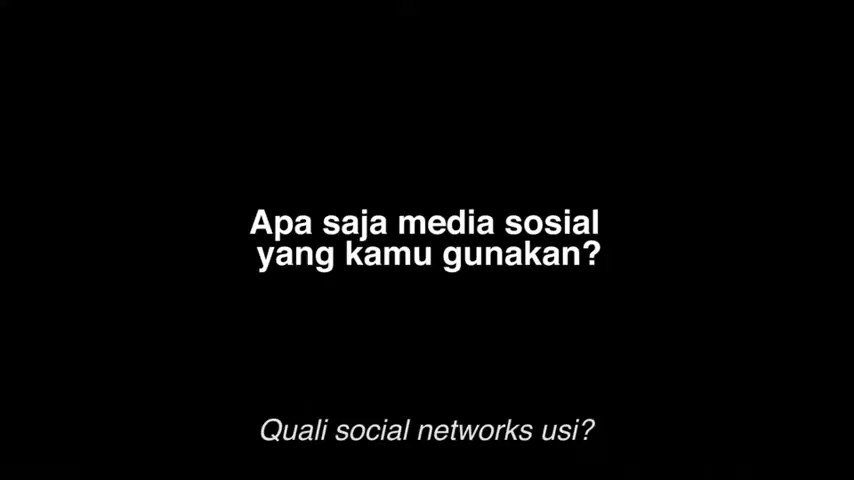 Apa saja media sosial
yang kamu gunakan?
Quali social networks usi?